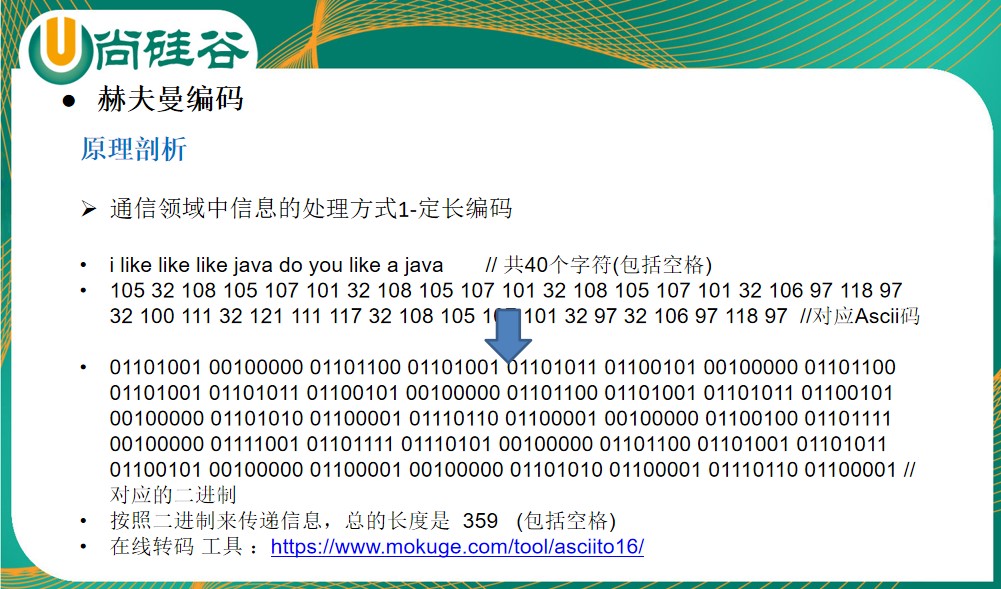 尚硅谷
● 赫夫曼编码
原理剖析
➢ 通信领域中信息的处理方式1-定长编码
• i like like like java do you like a java // 共40个字符(包括空格)
• 105 32 108 105 107 101 32 108 105 107 101 32 108 105 107 101 32 106 97 118 97
32 100 111 32 121 111 117 32 108 105 101 32 97 32 106 97 118 97 //对应Ascii码
• 01101001 00100000 01101100 01101001 01101011 01100101 00100000 01101100
01101001 01101011 01100101 00100000 01101100 01101001 01101011 01100101
00100000 01101010 01100001 01110110 01100001 00100000 01100100 01101111
00100000 01111001 01101111 01110101 00100000 01101100 01101001 01101011
01100101 00100000 01100001 00100000 01101010 01100001 01110110 01100001 //
对应的二进制
• 按照二进制来传递信息，总的长度是 359 (包括空格)
• 在线转码 工具 ：https://www.mokuge.com/tool/asciito16/